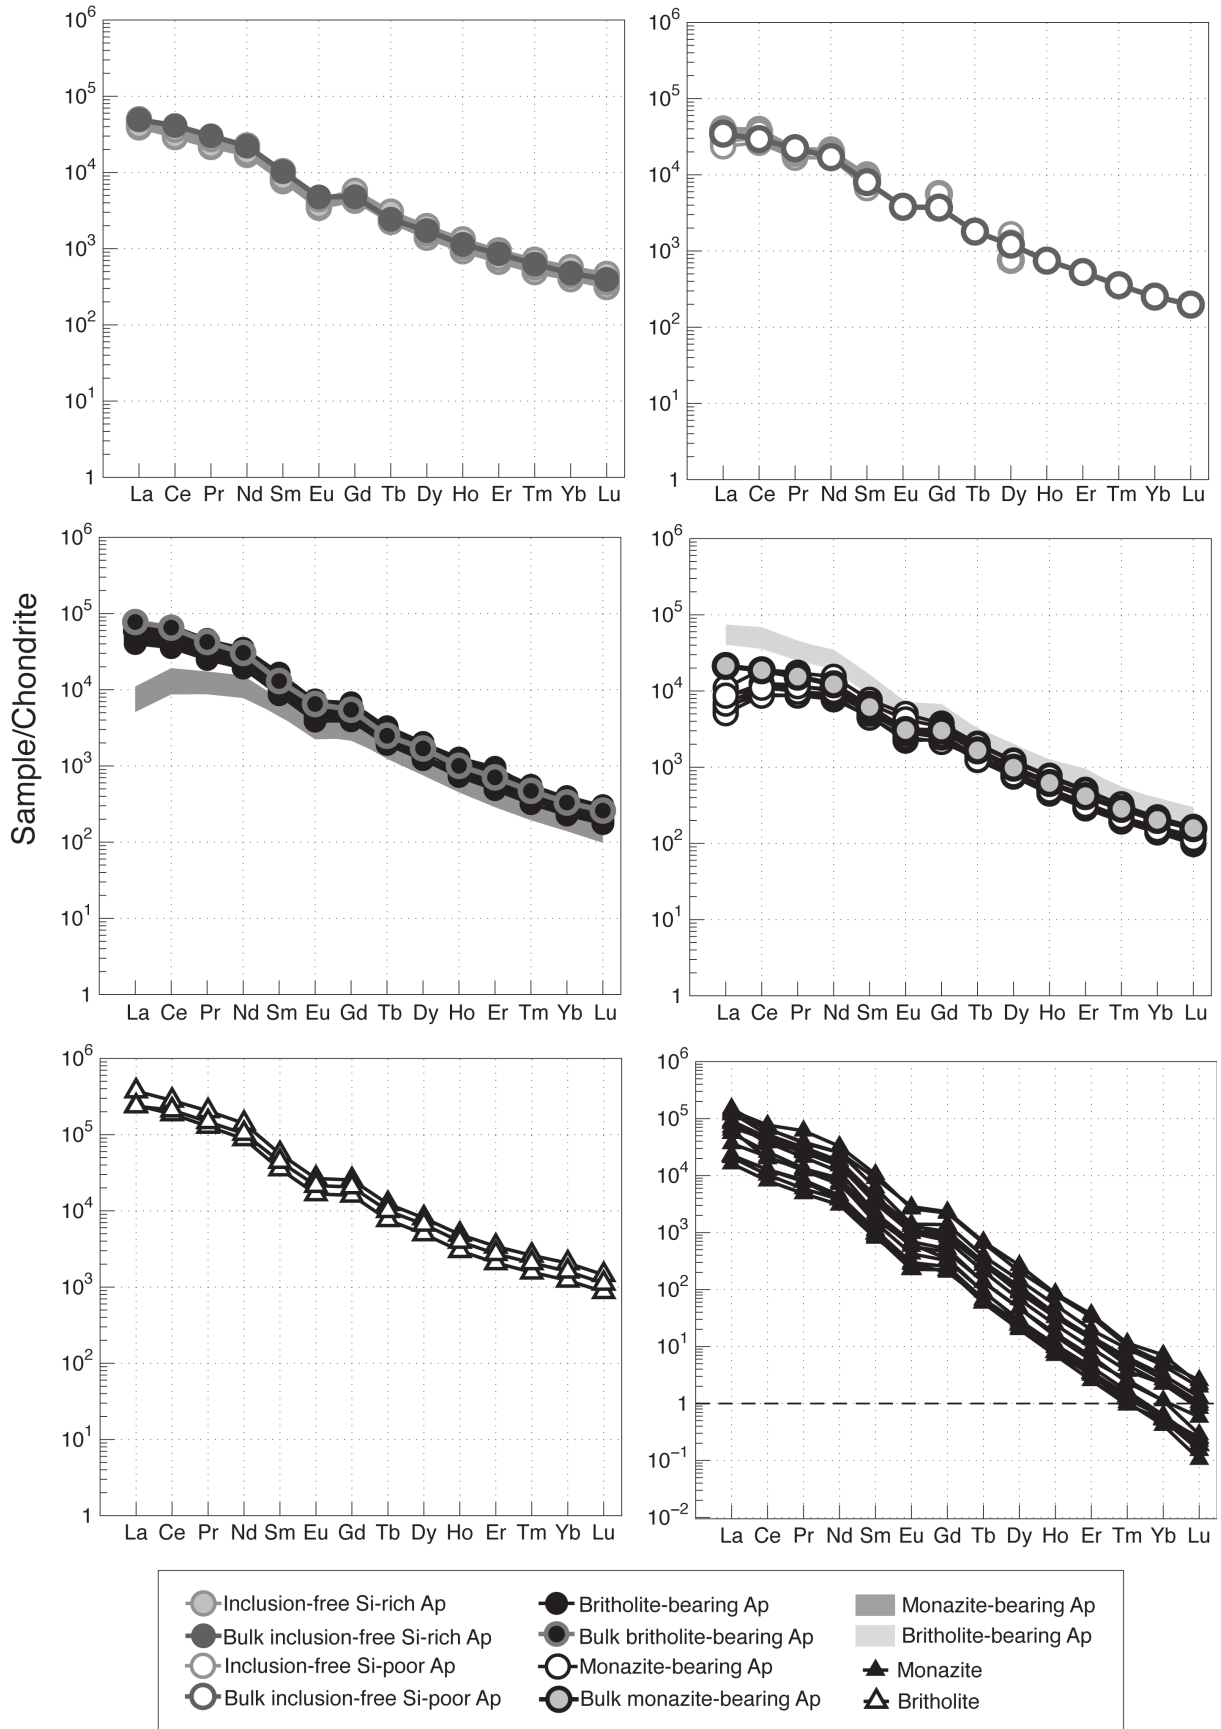 Sample/Chondrite
10^6
10^5
10^4
10^3
10^2
10^1
1
La Ce Pr Nd Sm Eu Gd Tb Dy Ho Er Tm Yb Lu
10^6
10^5
10^4
10^3
10^2
10^1
1
La Ce Pr Nd Sm Eu Gd Tb Dy Ho Er Tm Yb Lu
10^6
10^5
10^4
10^3
10^2
10^1
1
La Ce Pr Nd Sm Eu Gd Tb Dy Ho Er Tm Yb Lu
10^6
10^5
10^4
10^3
10^2
10^1
1
La Ce Pr Nd Sm Eu Gd Tb Dy Ho Er Tm Yb Lu
10^6
10^5
10^4
10^3
10^2
10^1
1
La Ce Pr Nd Sm Eu Gd Tb Dy Ho Er Tm Yb Lu
10^6
10^5
10^4
10^3
10^2
10^1
1
10^-1
10^-2
La Ce Pr Nd Sm Eu Gd Tb Dy Ho Er Tm Yb Lu
Inclusion-free Si-rich Ap
Bulk inclusion-free Si-rich Ap
Inclusion-free Si-poor Ap
Bulk inclusion-free Si-poor Ap
Britholite-bearing Ap
Bulk britholite-bearing Ap
Monazite-bearing Ap
Bulk monazite-bearing Ap
Monazite-bearing Ap
Britholite-bearing Ap
Monazite
Britholite